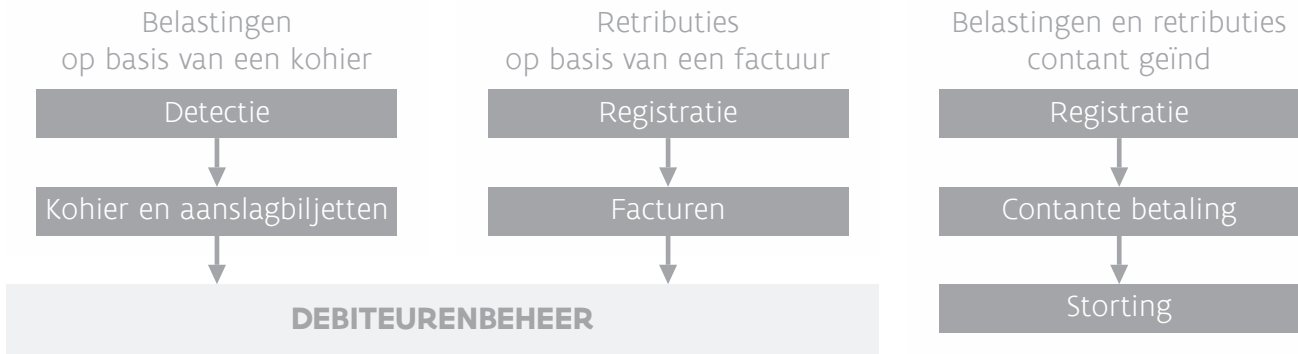 Belastingen
op basis van een kohier
Detectie
Kohier en aanslagbiljetten
Retributies
op basis van een factuur
Registratie
Facturen
DEBITEURENBEHEER
Belastingen en retributies
contant geïnd
Registratie
Contante betaling
Storting